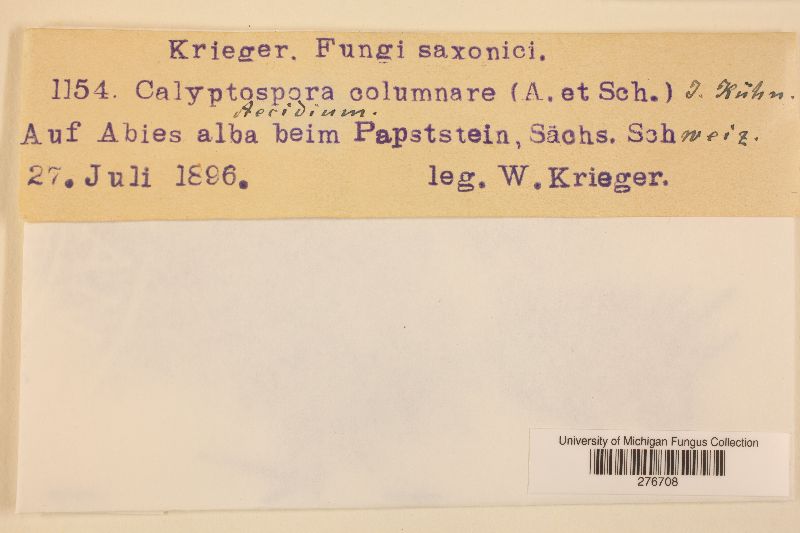 Krieger. Fungi saxonici.
1154. Calyptospora columnare (A. et Sch.) J. Kühn.
Aecidium.
Auf Abies alba beim Papststein, Sächs. Schweiz.
27. Juli 1896. leg. W. Krieger.
University of Michigan Fungus Collection
276708